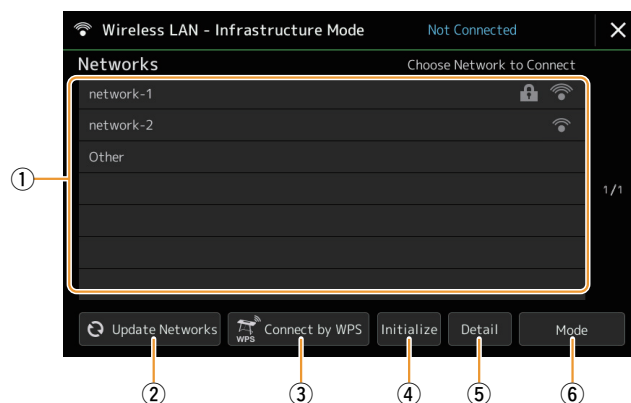 Wireless LAN - Infrastructure Mode Not Connected
Networks Choose Network to Connect
network-1
network-2
Other
① 1/1
Update Networks WPS Connect by WPS Initialize Detail Mode
② ③ ④ ⑤ ⑥